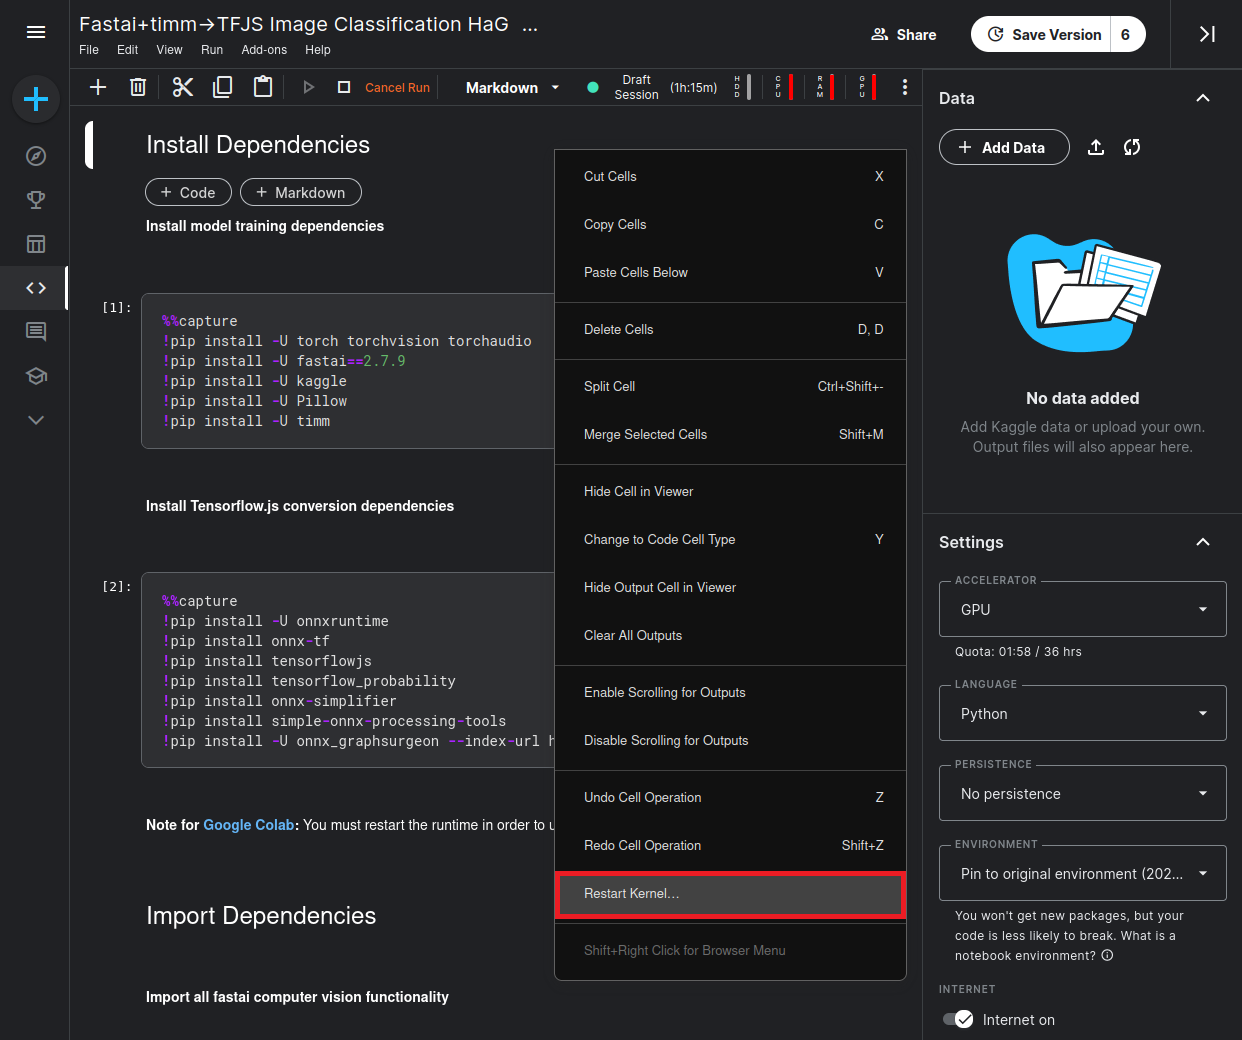 Fastai+timm→TFJS Image Classification HaG ...
File Edit View Run Add-ons Help
Share
Save Version 6
Cancel Run
Markdown
Draft
Session
(1h:15m)
HDD
CPU
RAM
GPU
Install Dependencies
+ Code
+ Markdown
Install model training dependencies
[1]:
%%capture
!pip install -U torch torchvision torchaudio
!pip install -U fastai==2.7.9
!pip install -U kaggle
!pip install -U Pillow
!pip install -U timm
Install Tensorflow.js conversion dependencies
[2]:
%%capture
!pip install -U onnxruntime
!pip install onnx-tf
!pip install tensorflowjs
!pip install tensorflow_probability
!pip install onnx-simplifier
!pip install simple-onnx-processing-tools
!pip install -U onnx_graphsurgeon --index-url h
Note for Google Colab: You must restart the runtime in order to u
Import Dependencies
Import all fastai computer vision functionality
Cut Cells X
Copy Cells C
Paste Cells Below V
Delete Cells D, D
Split Cell Ctrl+Shift+-
Merge Selected Cells Shift+M
Hide Cell in Viewer
Change to Code Cell Type Y
Hide Output Cell in Viewer
Clear All Outputs
Enable Scrolling for Outputs
Disable Scrolling for Outputs
Undo Cell Operation Z
Redo Cell Operation Shift+Z
Restart Kernel...
Shift+Right Click for Browser Menu
Data
+ Add Data
No data added
Add Kaggle data or upload your own.
Output files will also appear here.
Settings
ACCELERATOR
GPU
Quota: 01:58 / 36 hrs
LANGUAGE
Python
PERSISTENCE
No persistence
ENVIRONMENT
Pin to original environment (202...
You won't get new packages, but your
code is less likely to break. What is a
notebook environment?
INTERNET
Internet on